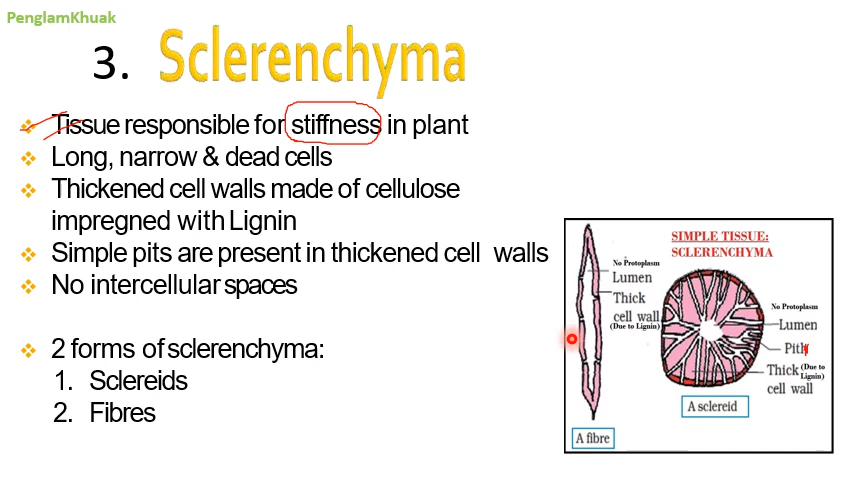 PenglamKhuak
3. Sclerenchyma
Tissue responsible for stiffness in plant
Long, narrow & dead cells
Thickened cell walls made of cellulose
impregned with Lignin
Simple pits are present in thickened cell walls
No intercellular spaces
2 forms of sclerenchyma:
1. Sclereids
2. Fibres
SIMPLE TISSUE:
SCLERENCHYMA
No Protoplasm
Lumen
Thick
cell wall
(Due to Lignin)
No Protoplasm
Lumen
Pith
Thick (Due to
Lignin)
cell wall
A sclereid
A fibre